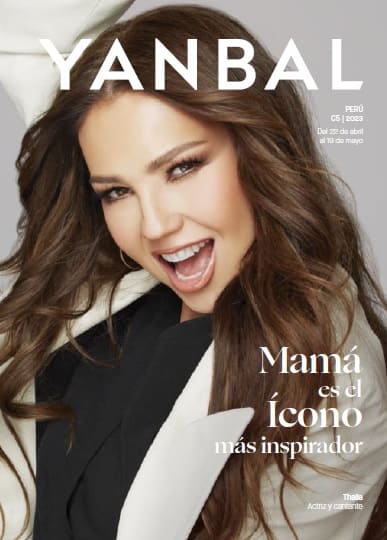 YANBAL
PERÚ
C5 | 2023
Del 22 de abril
al 19 de mayo
Mamá
es el
Ícono
más inspirador
Thalía
Actriz y cantante